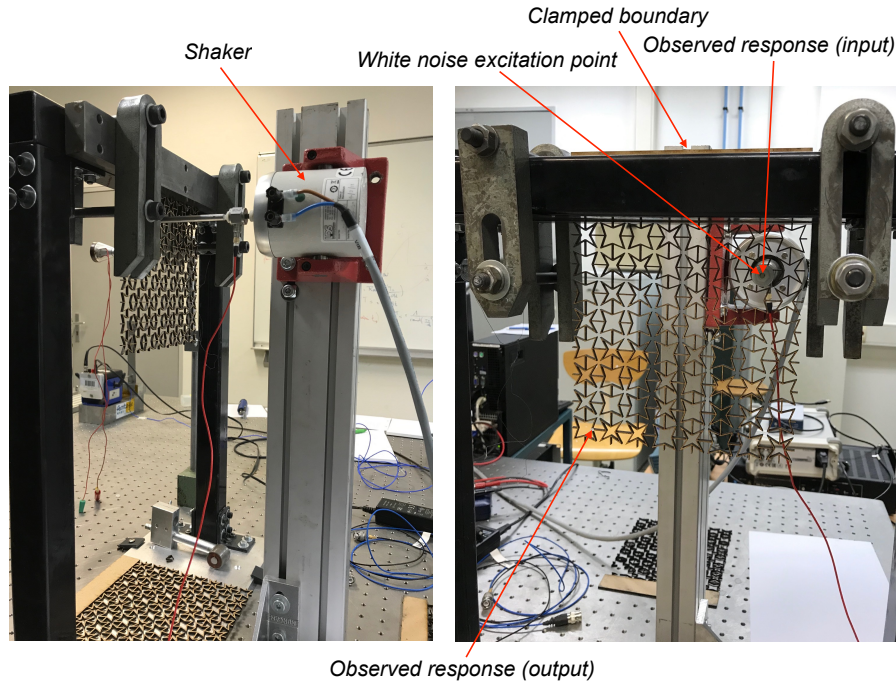 Clamped boundary
Shaker
White noise excitation point
Observed response (input)
Observed response (output)